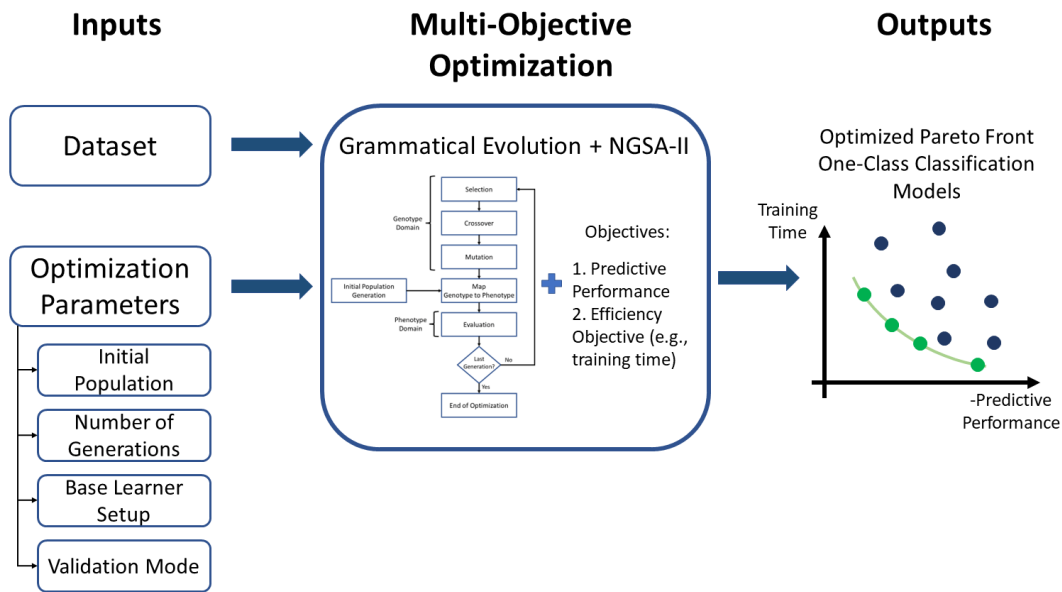 Inputs
Multi-Objective
Optimization
Outputs
Dataset
Optimization
Parameters
Initial
Population
Number of
Generations
Base Learner
Setup
Validation Mode
Grammatical Evolution + NGSA-II
Genotype
Domain
Selection
Crossover
Mutation
Initial Population
Generation
Map
Genotype to Phenotype
Phenotype
Domain
Evaluation
Last
Generation?
No
Yes
End of Optimization
Objectives:
1. Predictive
Performance
2. Efficiency
Objective (e.g.,
training time)
Optimized Pareto Front
One-Class Classification
Models
Training
Time
-Predictive
Performance